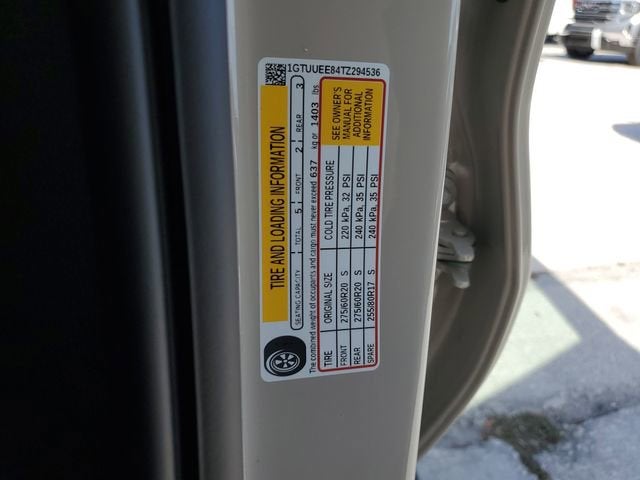 1GTUUEE84TZ294536
TIRE AND LOADING INFORMATION
SEATING CAPACITY TOTAL 5 FRONT 2 REAR 3
The combined weight of occupants and cargo must never exceed 637 kg or 1403 lbs
TIRE ORIGINAL SIZE COLD TIRE PRESSURE
FRONT 275/60R20 S 220 kPa, 32 PSI
REAR 275/60R20 S 240 kPa, 35 PSI
SPARE 255/80R17 S 240 kPa, 35 PSI
SEE OWNER'S
MANUAL FOR
ADDITIONAL
INFORMATION